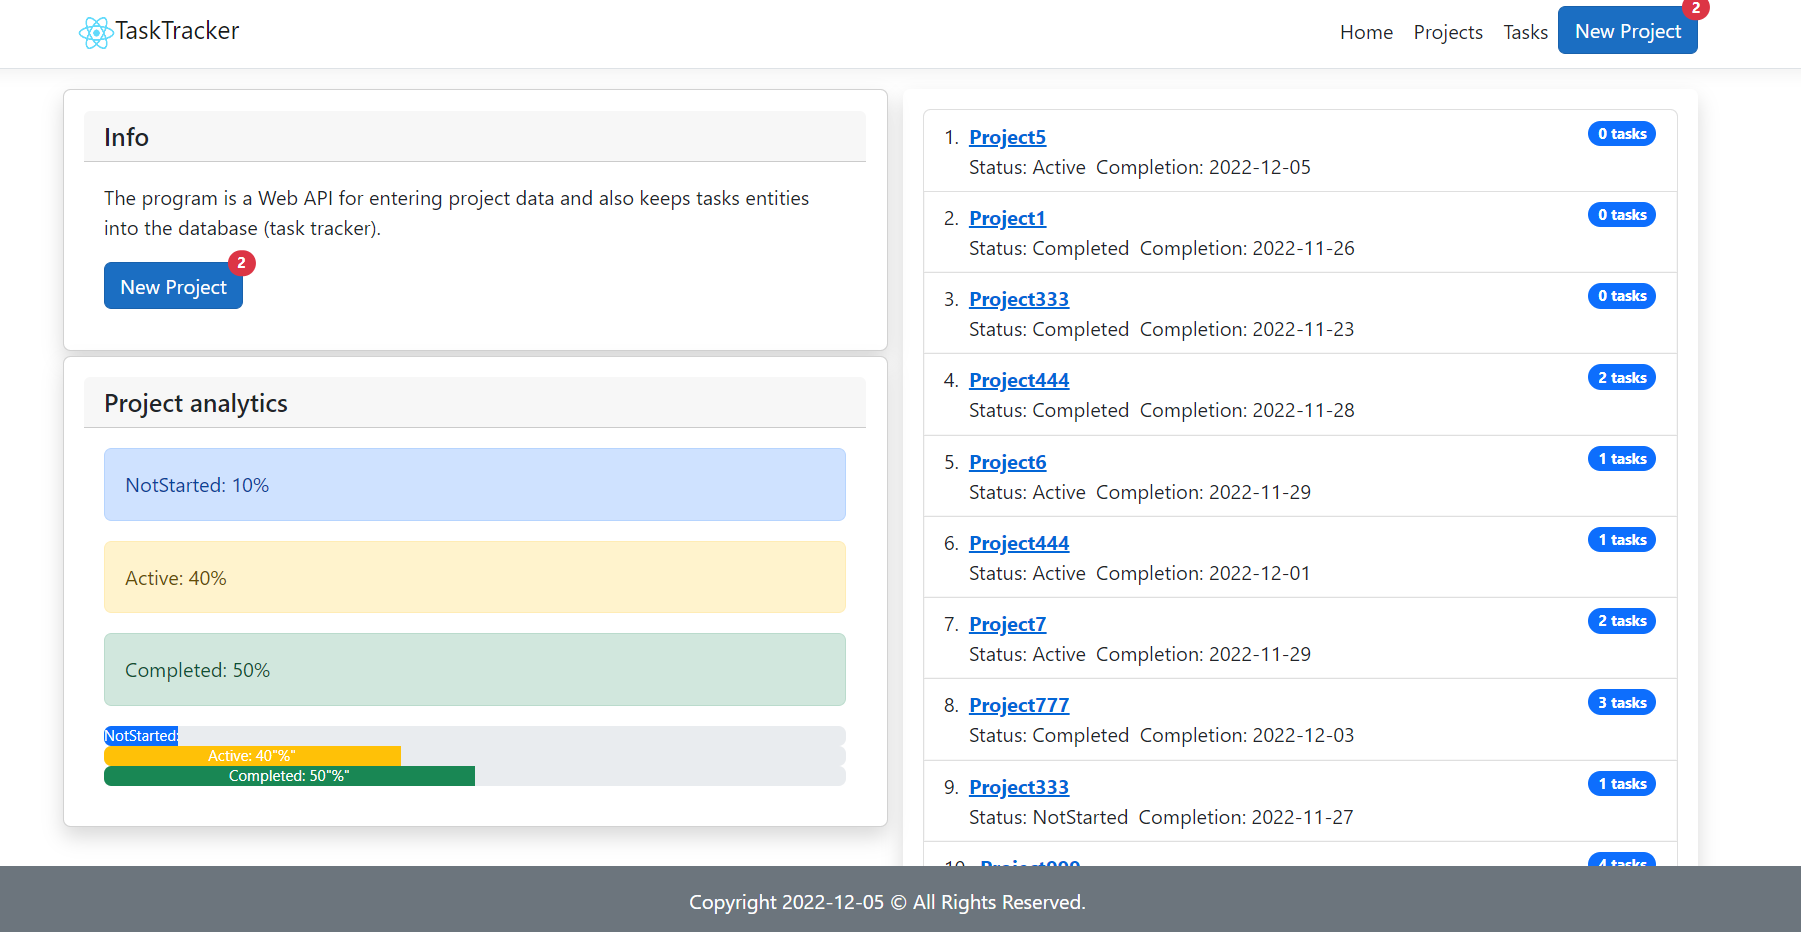 TaskTracker
Home Projects Tasks New Project 2
Info
The program is a Web API for entering project data and also keeps tasks entities
into the database (task tracker).
New Project 2
Project analytics
NotStarted: 10%
Active: 40%
Completed: 50%
NotStarted:
Active: 40"%"
Completed: 50"%"
1. Project5 0 tasks
Status: Active Completion: 2022-12-05
2. Project1 0 tasks
Status: Completed Completion: 2022-11-26
3. Project333 0 tasks
Status: Completed Completion: 2022-11-23
4. Project444 2 tasks
Status: Completed Completion: 2022-11-28
5. Project6 1 tasks
Status: Active Completion: 2022-11-29
6. Project444 1 tasks
Status: Active Completion: 2022-12-01
7. Project7 2 tasks
Status: Active Completion: 2022-11-29
8. Project777 3 tasks
Status: Completed Completion: 2022-12-03
9. Project333 1 tasks
Status: NotStarted Completion: 2022-11-27
10. 4 tasks
Copyright 2022-12-05 © All Rights Reserved.